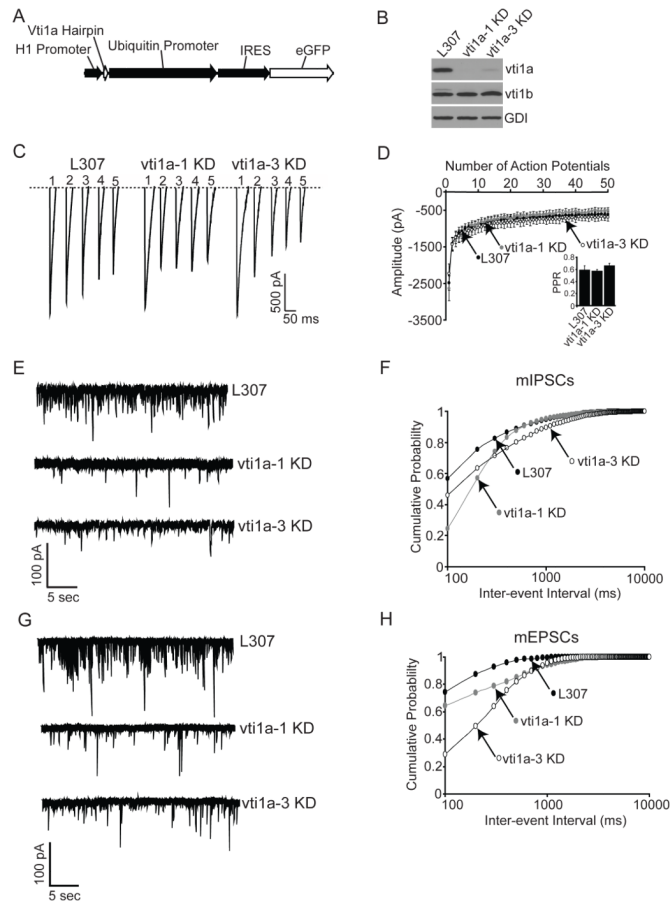 A
Vti1a Hairpin
H1 Promoter
Ubiquitin Promoter
IRES
eGFP
B
L307
vti1a-1 KD
vti1a-3 KD
vti1a
vti1b
GDI
C
L307
vti1a-1 KD
vti1a-3 KD
1 2 3 4 5
1 2 3 4 5
1 2 3 4 5
500 pA
50 ms
D
Number of Action Potentials
0 10 20 30 40 50
-500
-1500
-2500
-3500
Amplitude (pA)
L307
vti1a-1 KD
vti1a-3 KD
PPR
0.8
0.6
0.4
0.2
0
L307
vti1a-1 KD
vti1a-3 KD
E
L307
vti1a-1 KD
vti1a-3 KD
100 pA
5 sec
F
mIPSCs
Cumulative Probability
1
0.8
0.6
0.4
0.2
0
L307
vti1a-3 KD
vti1a-1 KD
100 1000 10000
Inter-event Interval (ms)
G
L307
vti1a-1 KD
vti1a-3 KD
100 pA
5 sec
H
mEPSCs
Cumulative Probability
1
0.8
0.6
0.4
0.2
0
L307
vti1a-1 KD
vti1a-3 KD
100 1000 10000
Inter-event Interval (ms)